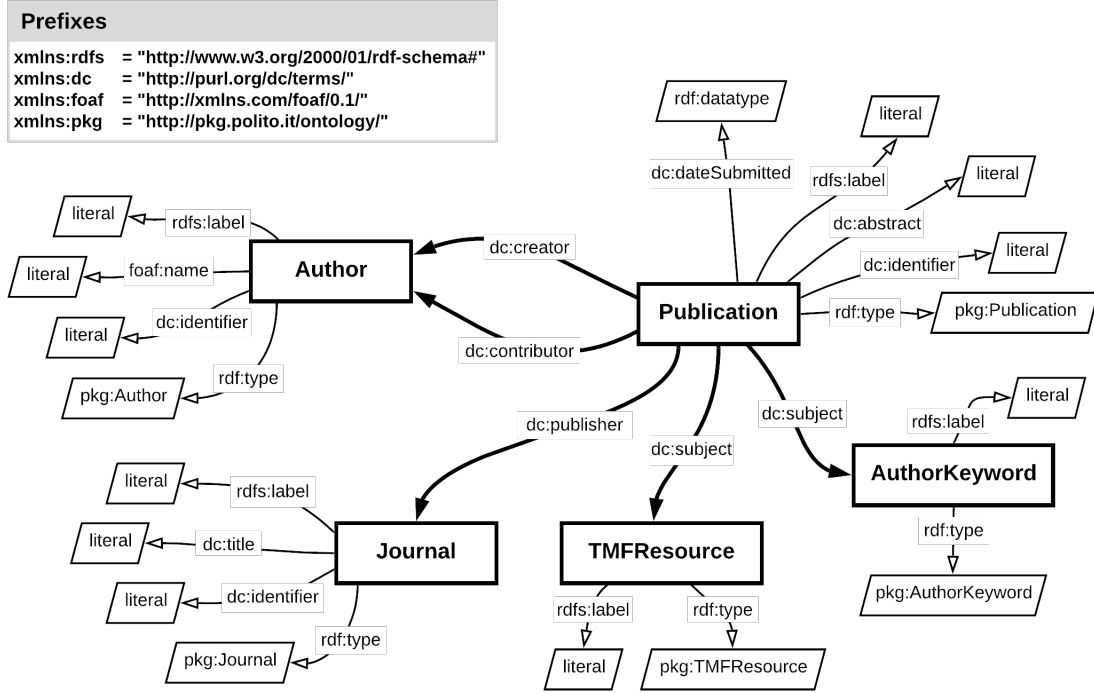 Prefixes
xmlns:rdfs = "http://www.w3.org/2000/01/rdf-schema#"
xmlns:dc = "http://purl.org/dc/terms/"
xmlns:foaf = "http://xmlns.com/foaf/0.1/"
xmlns:pkg = "http://pkg.polito.it/ontology/"
rdf:datatype
literal
dc:dateSubmitted
rdfs:label
literal
dc:abstract
literal
dc:identifier
rdf:type
pkg:Publication
Publication
literal
rdfs:label
literal
foaf:name
Author
dc:creator
literal
dc:identifier
dc:contributor
rdf:type
pkg:Author
dc:publisher
dc:subject
dc:subject
literal
rdfs:label
AuthorKeyword
rdf:type
pkg:AuthorKeyword
literal
rdfs:label
literal
dc:title
Journal
literal
dc:identifier
rdf:type
pkg:Journal
TMFResource
rdfs:label
rdf:type
literal
pkg:TMFResource